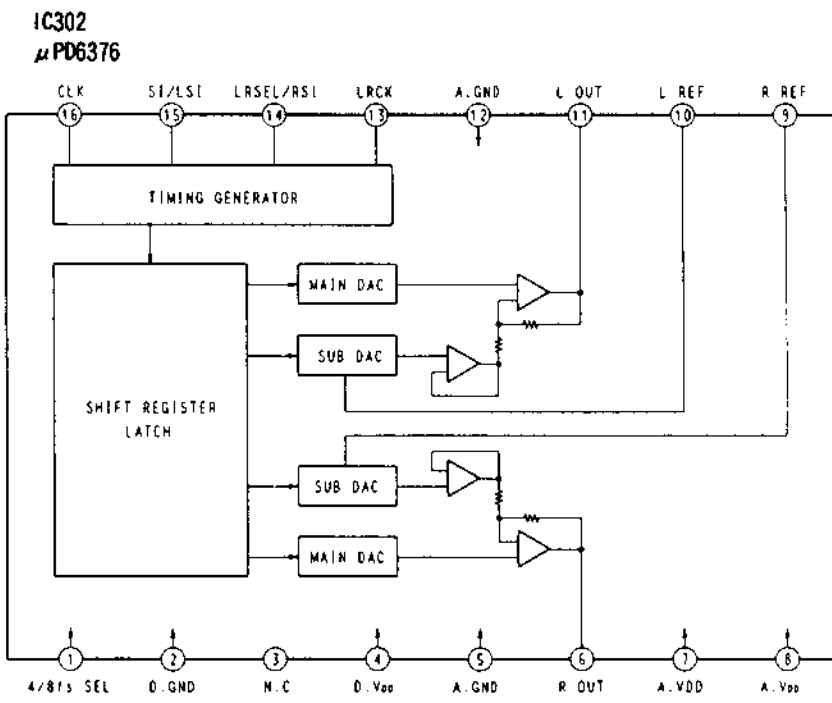 IC302
μPD6376
CLK SI/LSI LRSEL/RSI LRCK A.GND L OUT L REF R REF
16 15 14 13 12 11 10 9
TIMING GENERATOR
MAIN DAC
SUB DAC
SHIFT REGISTER
LATCH
SUB DAC
MAIN DAC
1 2 3 4 5 6 7 8
4/8fs SEL D.GND N.C D.VDD A.GND R OUT A.VDD A.VDD